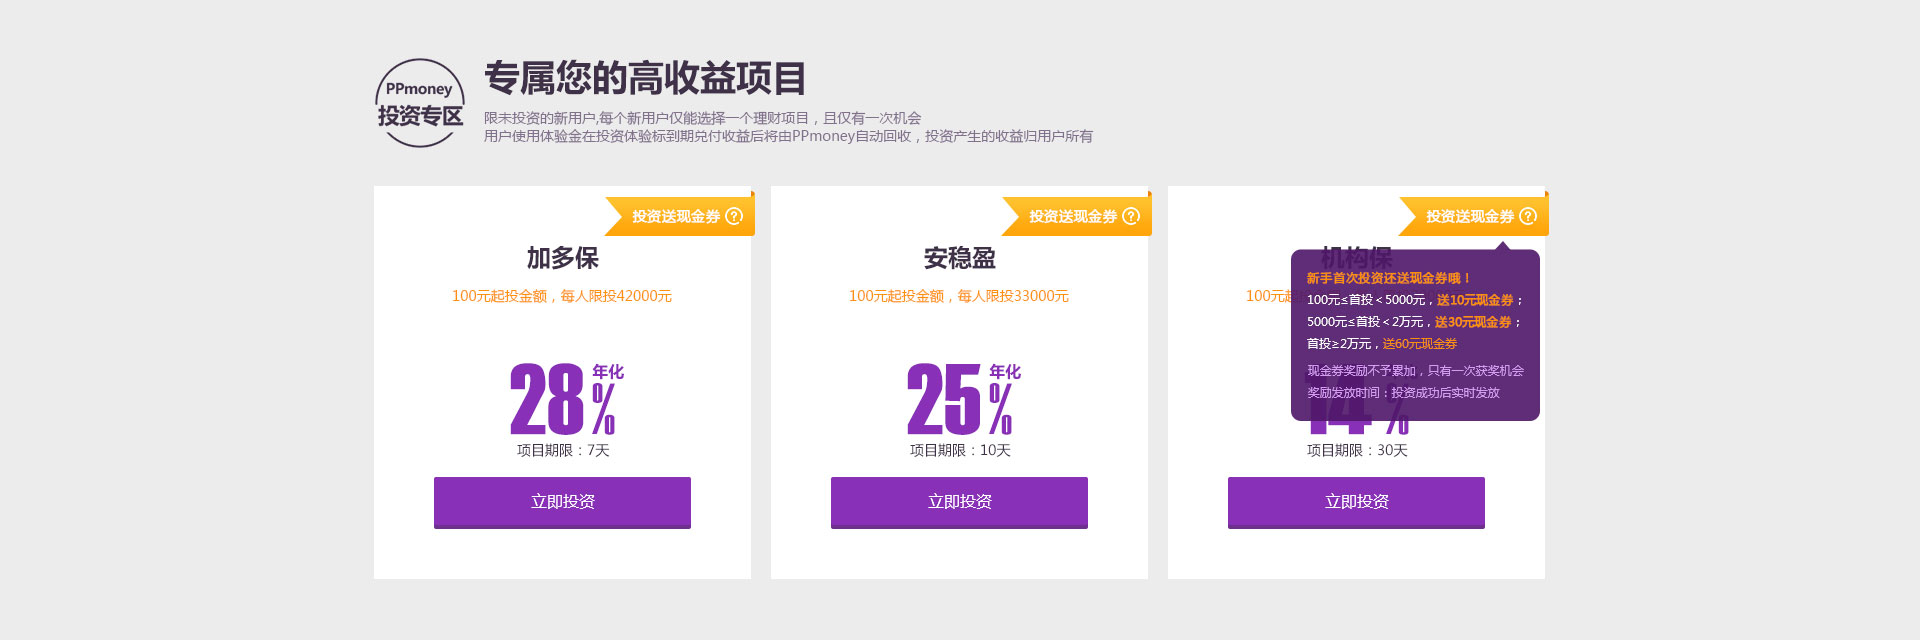 PPmoney
投资专区
专属您的高收益项目
限未投资的新用户,每个新用户仅能选择一个理财项目，且仅有一次机会
用户使用体验金在投资体验标到期兑付收益后将由PPmoney自动回收，投资产生的收益归用户所有
投资送现金券 ?
加多保
100元起投金额，每人限投42000元
28% 年化
项目期限：7天
立即投资
投资送现金券 ?
安稳盈
100元起投金额，每人限投33000元
25% 年化
项目期限：10天
立即投资
投资送现金券 ?
机构保
100元起
新手首次投资还送现金券哦！
100元≤首投＜5000元，送10元现金券；
5000元≤首投＜2万元，送30元现金券；
首投≥2万元，送60元现金券
现金券奖励不予累加，只有一次获奖机会
奖励发放时间：投资成功后实时发放
14%
项目期限：30天
立即投资